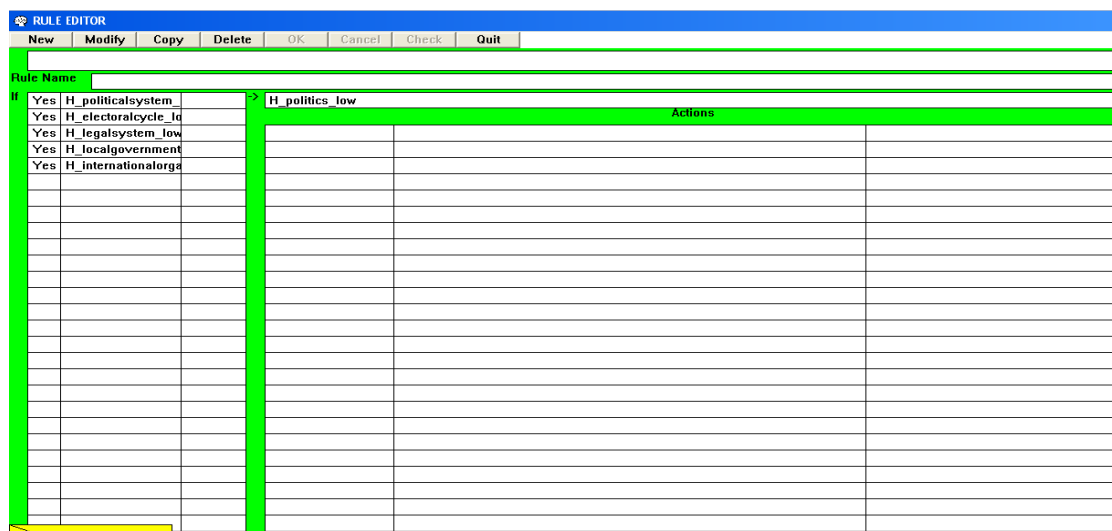 RULE EDITOR
New Modify Copy Delete OK Cancel Check Quit
Rule Name
If Yes H_politicalsystem_ -> H_politics_low
Actions
Yes H_electoralcycle_lo
Yes H_legalsystem_low
Yes H_localgovernment
Yes H_internationalorga